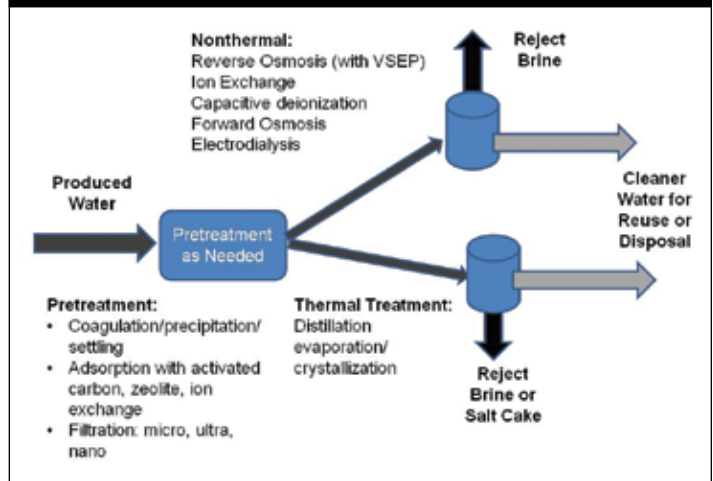 Nonthermal:
Reverse Osmosis (with VSEP)
Ion Exchange
Capacitive deionization
Forward Osmosis
Electrodialysis
Reject
Brine
Produced
Water
Pretreatment
as Needed
Cleaner
Water for
Reuse or
Disposal
Pretreatment:
• Coagulation/precipitation/
settling
• Adsorption with activated
carbon, zeolite, ion
exchange
• Filtration: micro, ultra,
nano
Thermal Treatment:
Distillation
evaporation/
crystallization
Reject
Brine or
Salt Cake